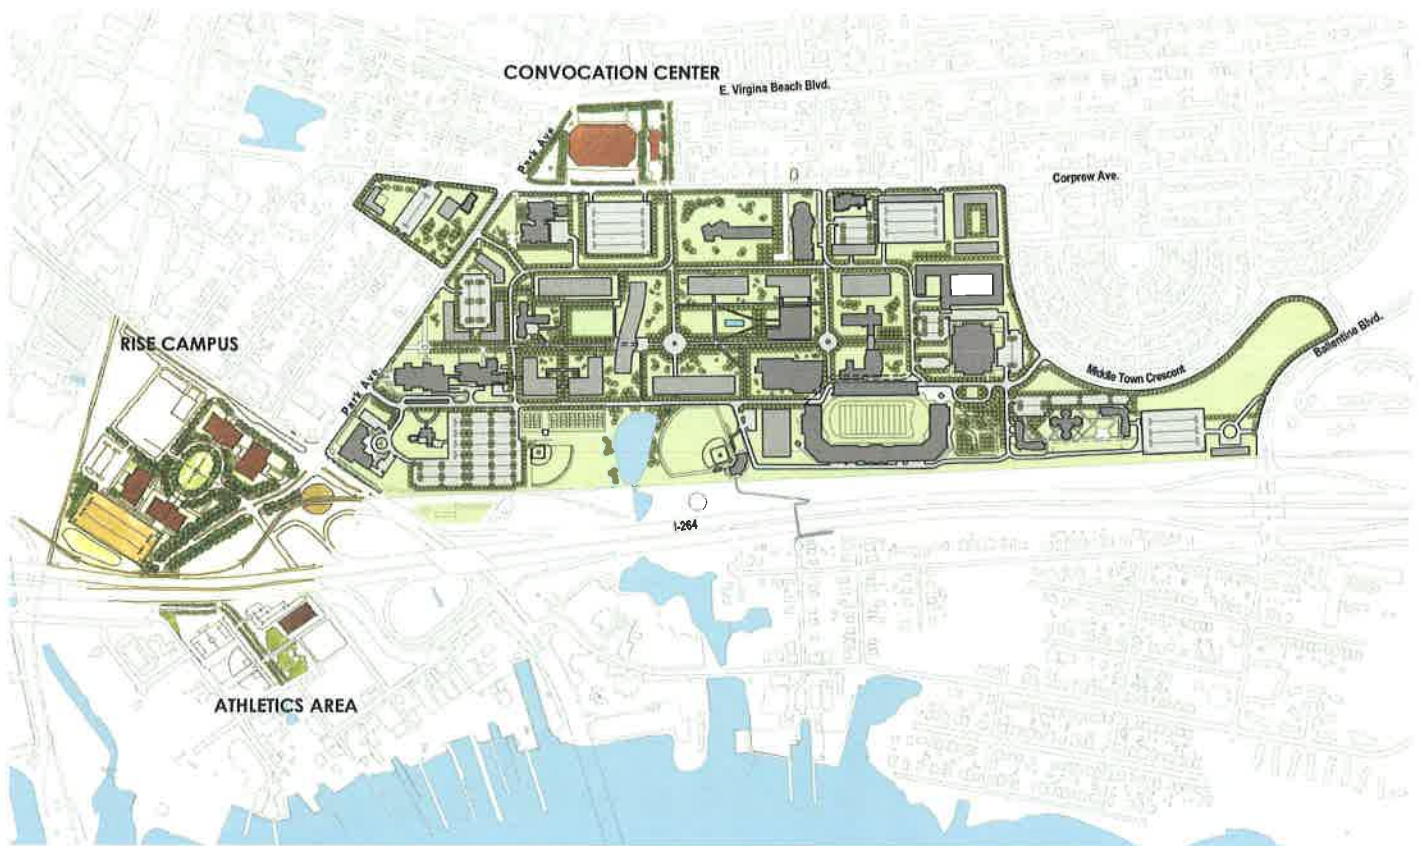 CONVOCATION CENTER
E. Virgina Beach Blvd.
Park Ave
Corprew Ave.
RISE CAMPUS
Ballentine Blvd.
Middle Town Crescent
Park Ave.
I-264
ATHLETICS AREA